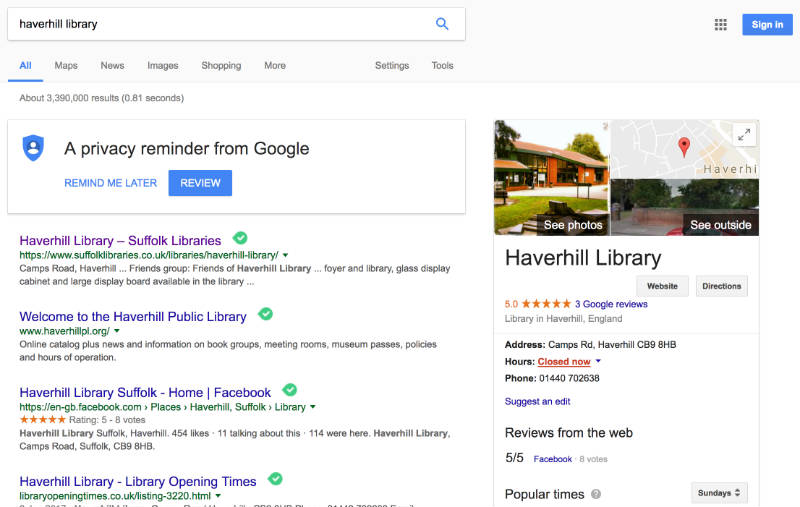 haverhill library
Sign in
All Maps News Images Shopping More Settings Tools
About 3,390,000 results (0.81 seconds)
A privacy reminder from Google
REMIND ME LATER REVIEW
Haverhill Library – Suffolk Libraries
https://www.suffolklibraries.co.uk/libraries/haverhill-library/
Camps Road, Haverhill ... Friends group: Friends of Haverhill Library ... foyer and library, glass display
cabinet and large display board available in the library ...
Welcome to the Haverhill Public Library
www.haverhillpl.org/
Online catalog plus news and information on book groups, meeting rooms, museum passes, policies
and hours of operation.
Haverhill Library Suffolk - Home | Facebook
https://en-gb.facebook.com › Places › Haverhill, Suffolk › Library
Rating: 5 - 8 votes
Haverhill Library Suffolk, Haverhill. 454 likes · 11 talking about this · 114 were here. Haverhill Library,
Camps Road, Suffolk, CB9 8HB.
Haverhill Library - Library Opening Times
libraryopeningtimes.co.uk/listing-3220.html
Haverhi
See photos
See outside
Haverhill Library
Website Directions
5.0 3 Google reviews
Library in Haverhill, England
Address: Camps Rd, Haverhill CB9 8HB
Hours: Closed now
Phone: 01440 702638
Suggest an edit
Reviews from the web
5/5 Facebook · 8 votes
Popular times ? Sundays